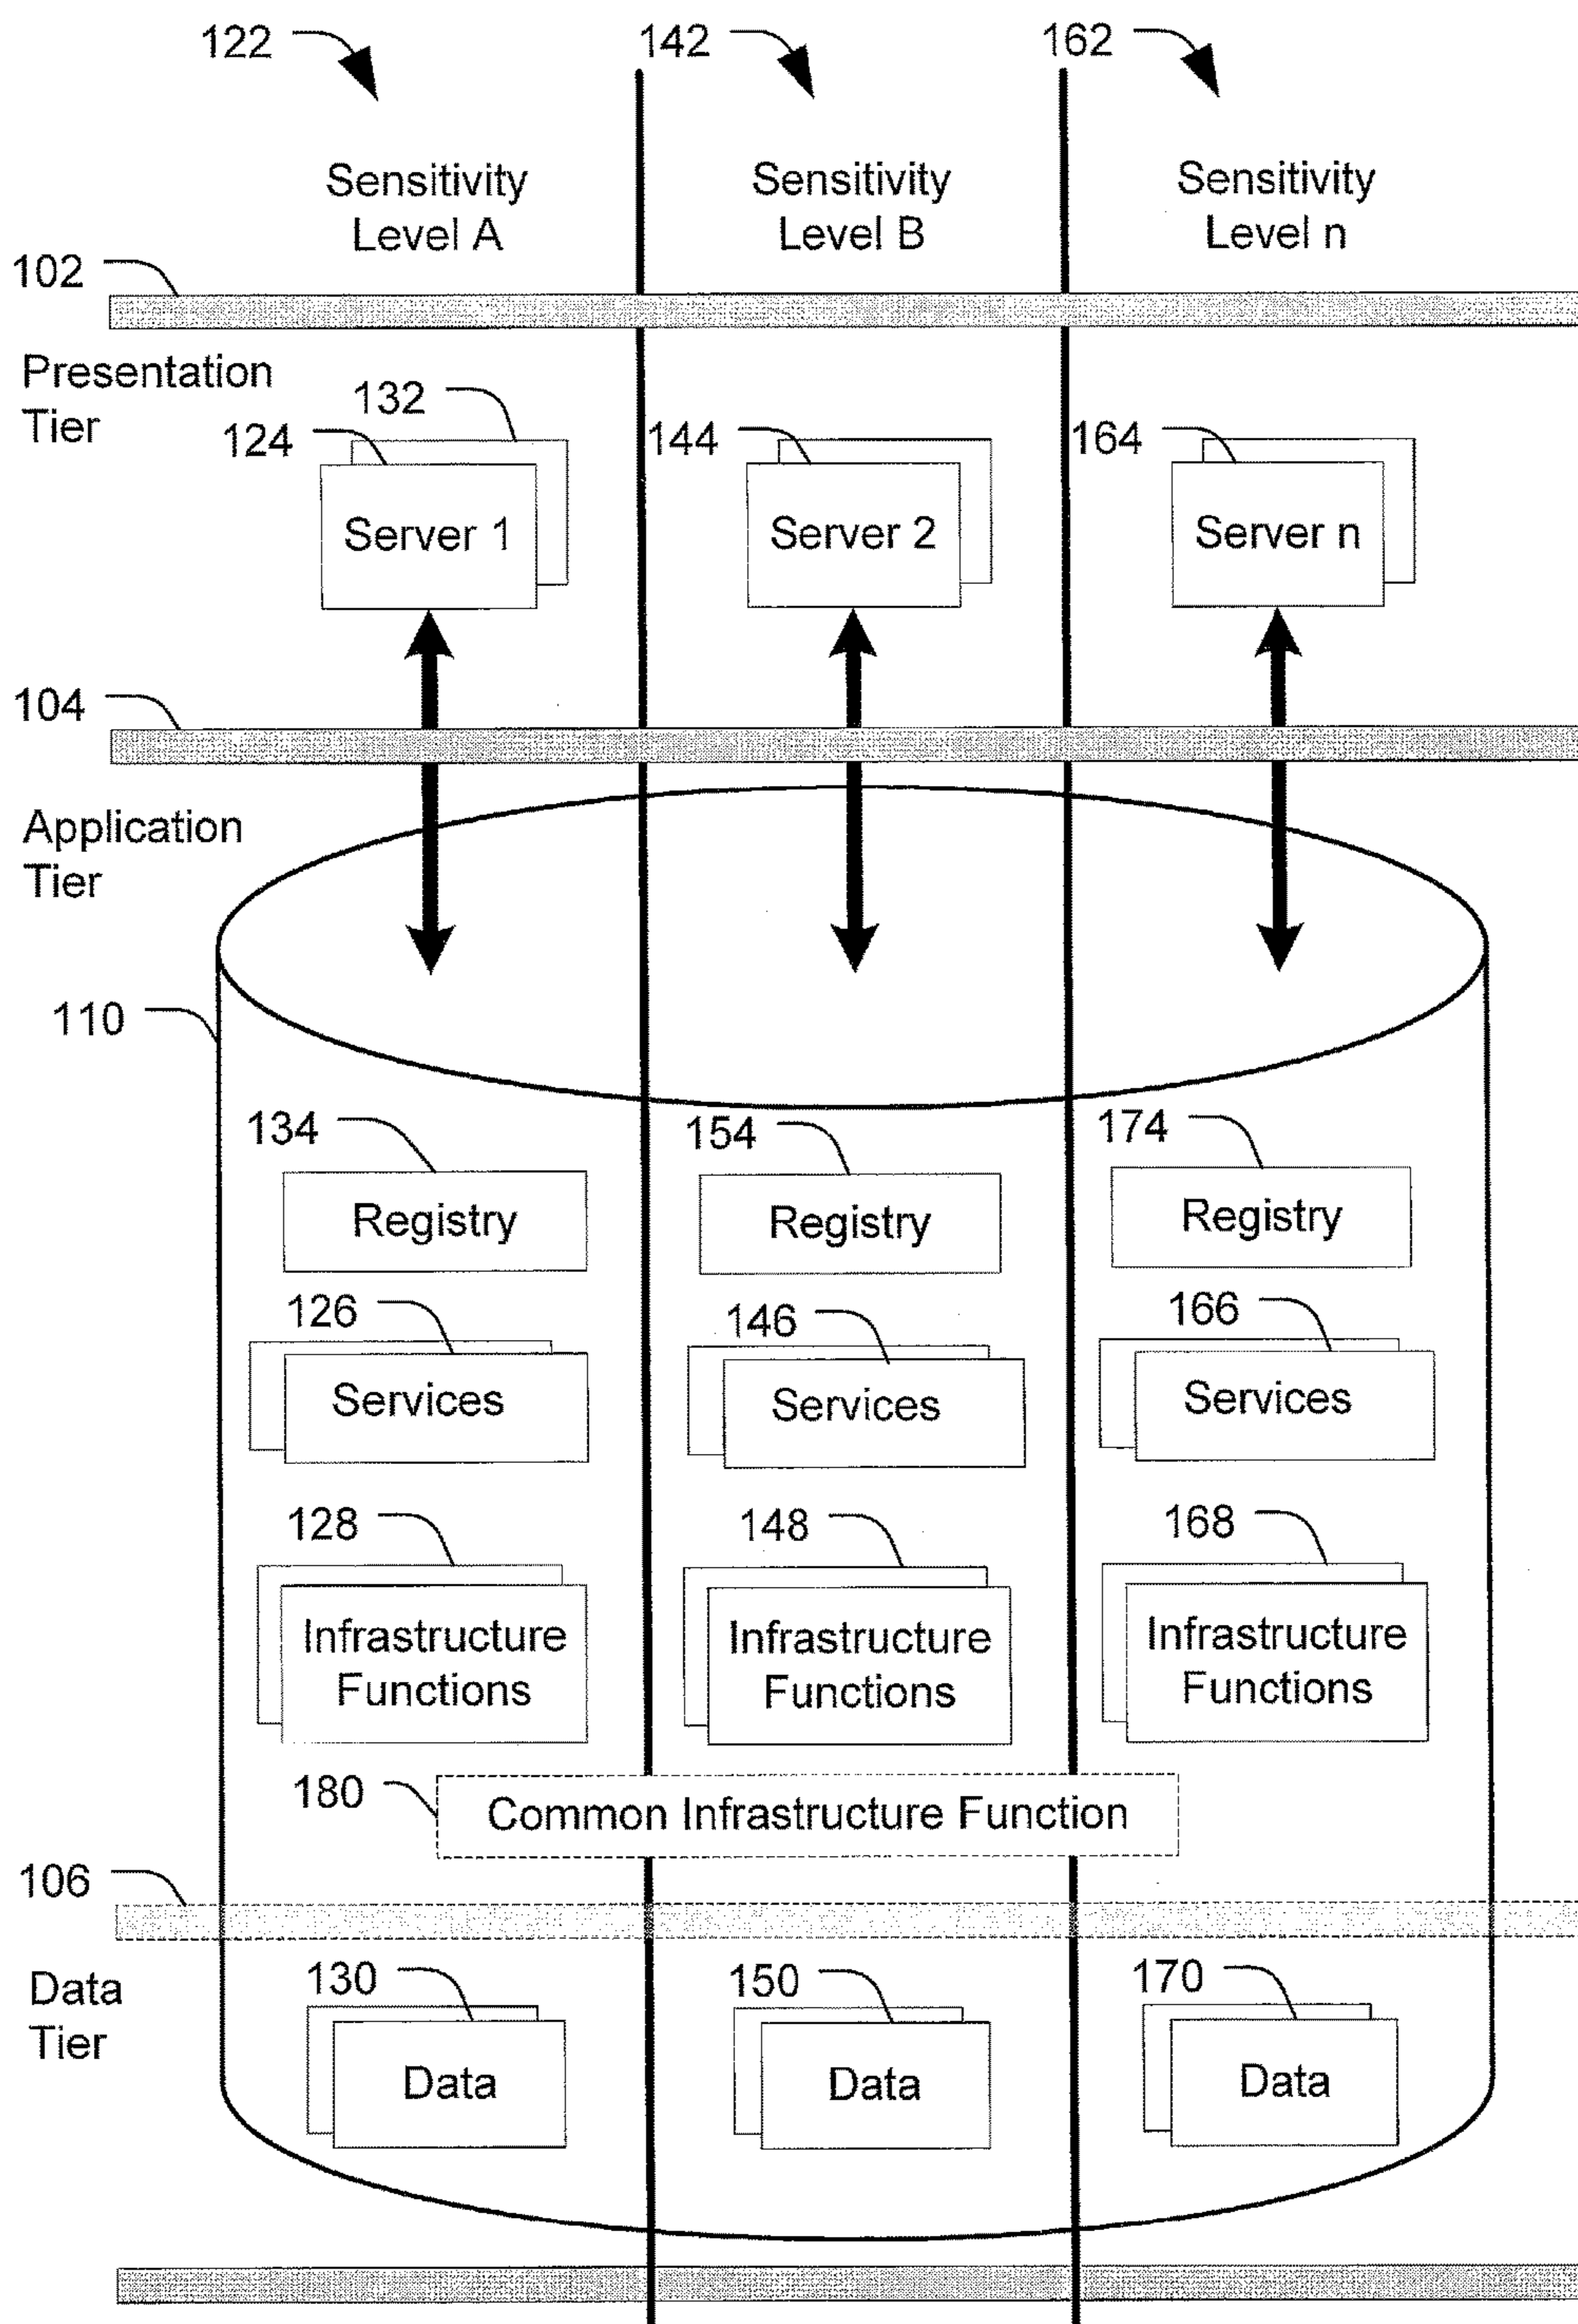 122
142
162
Sensitivity
Level A
Sensitivity
Level B
Sensitivity
Level n
102
Presentation
Tier
132
124
144
164
Server 1
Server 2
Server n
104
Application
Tier
110
134
154
174
Registry
Registry
Registry
126
146
166
Services
Services
Services
128
148
168
Infrastructure
Functions
Infrastructure
Functions
Infrastructure
Functions
180
Common Infrastructure Function
106
Data
Tier
130
150
170
Data
Data
Data